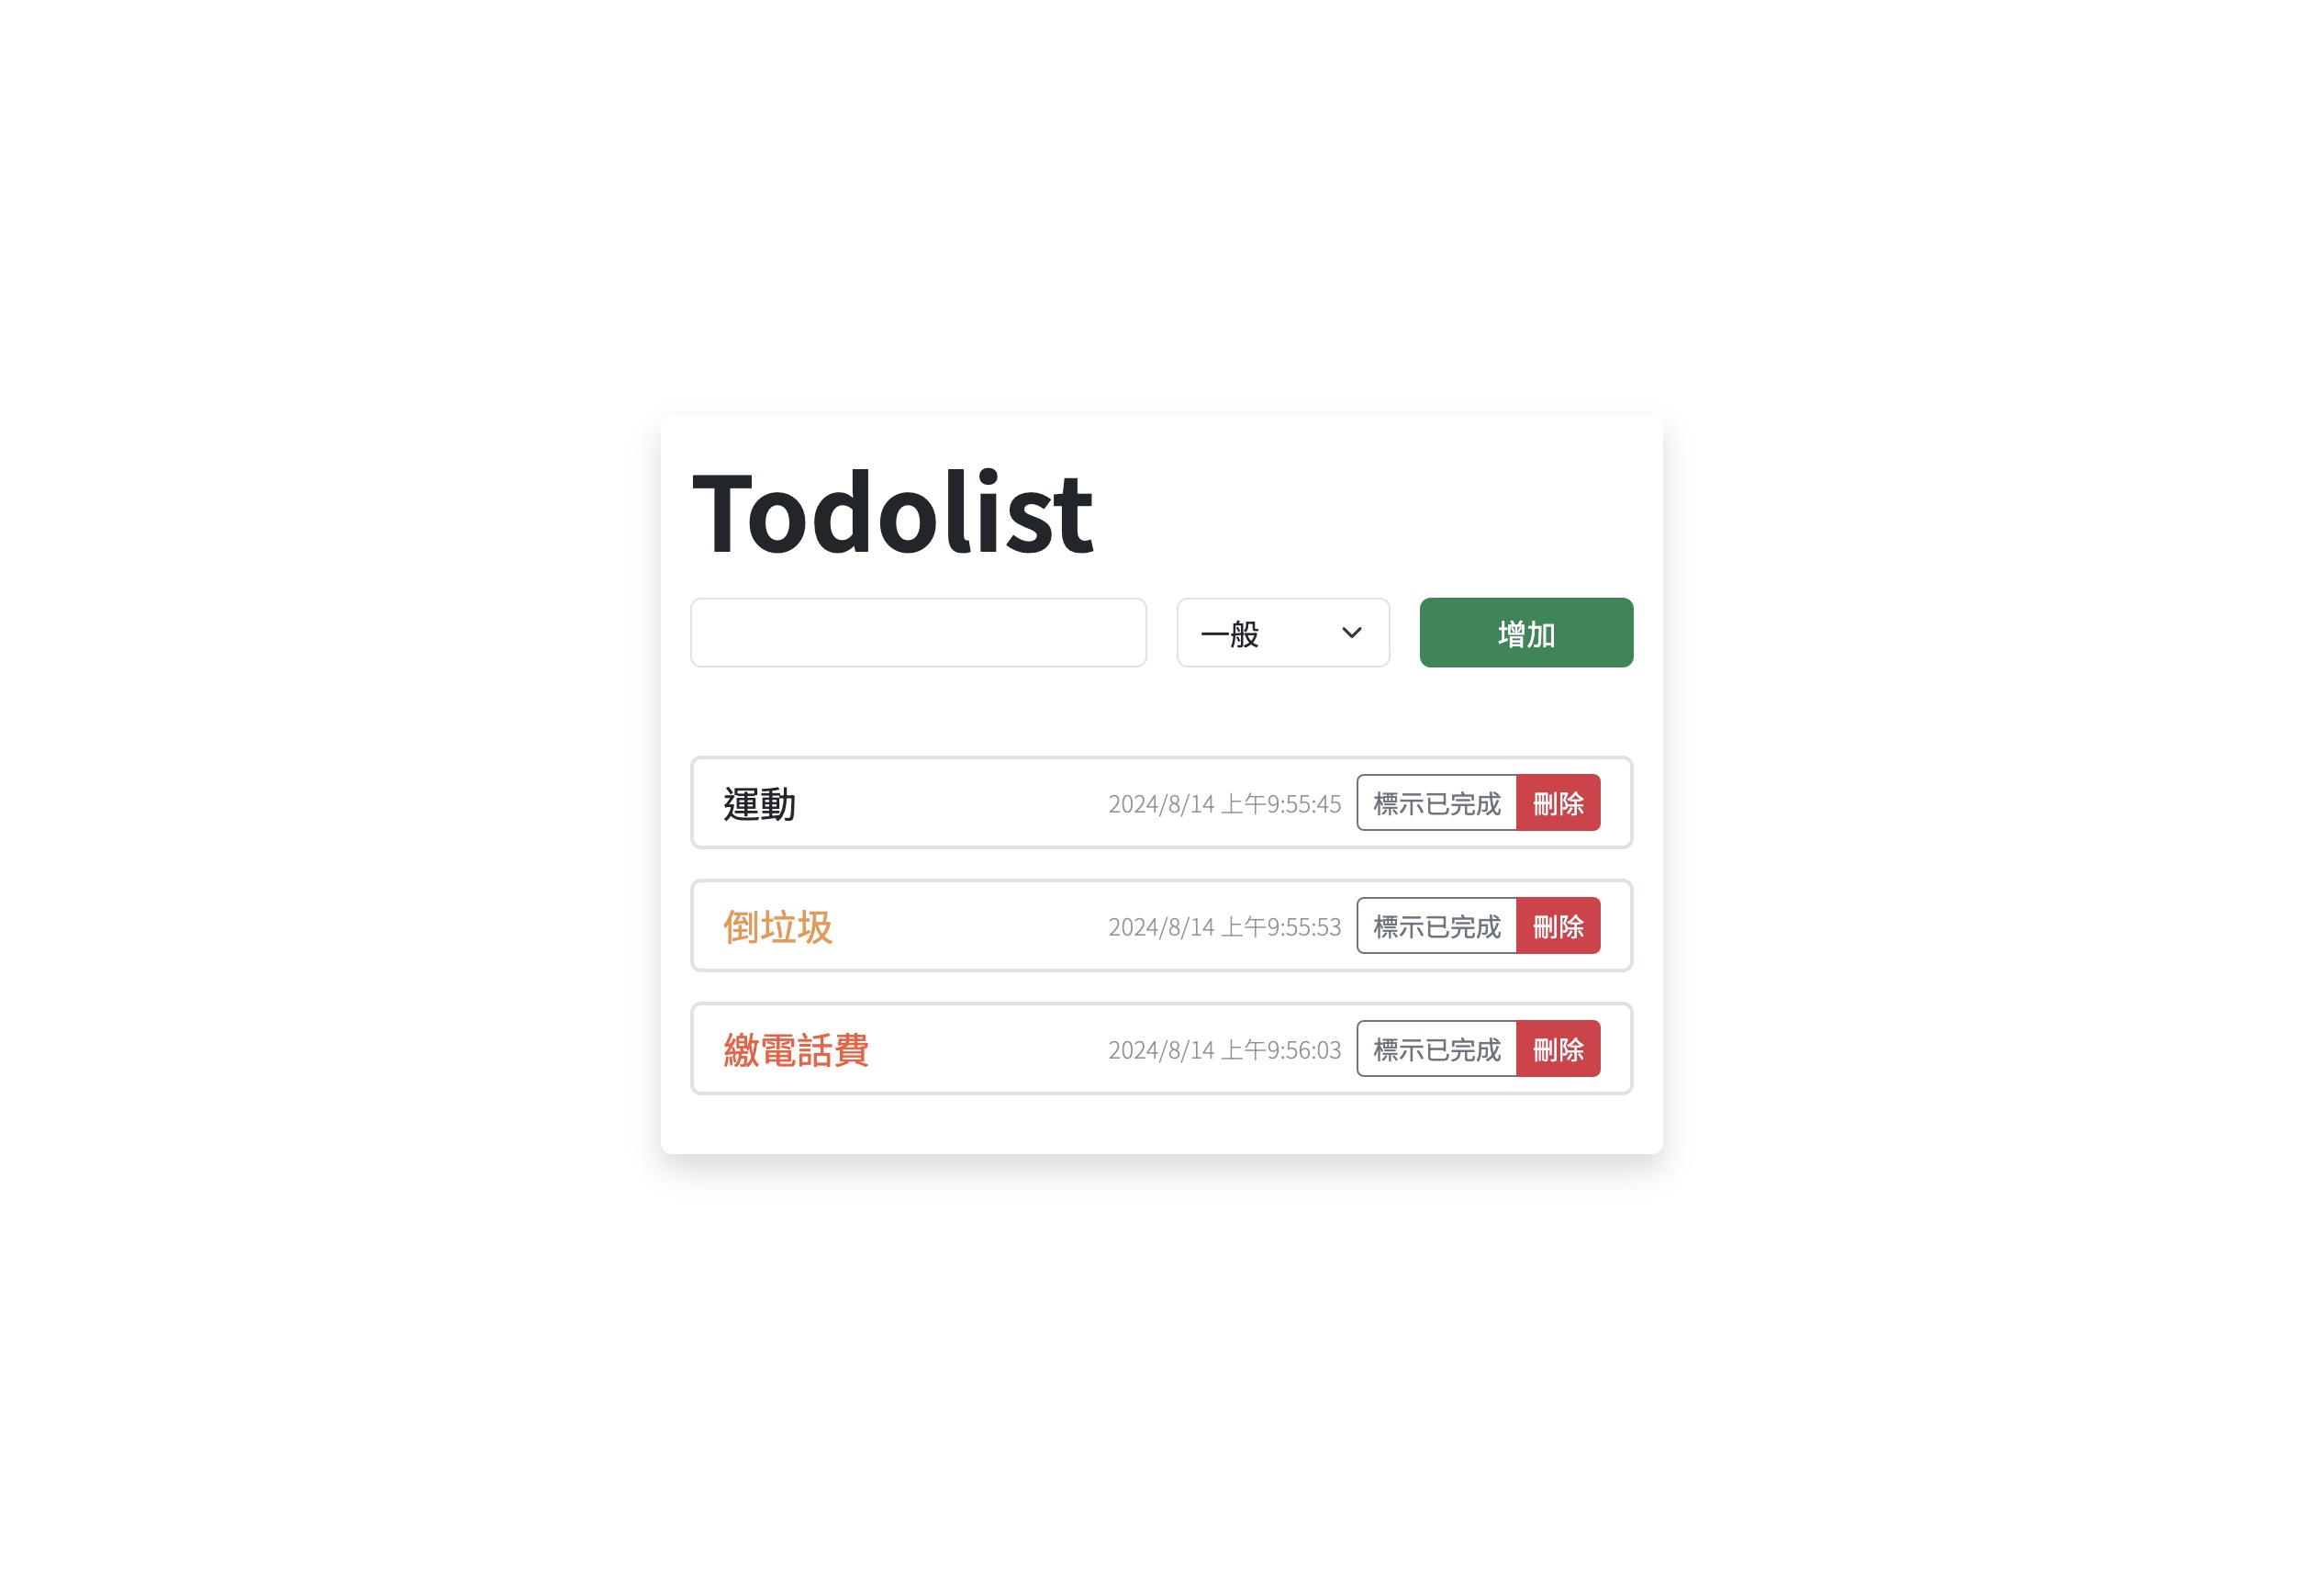 Todolist
一般 增加
運動 2024/8/14 上午9:55:45 標示已完成 刪除
倒垃圾 2024/8/14 上午9:55:53 標示已完成 刪除
繳電話費 2024/8/14 上午9:56:03 標示已完成 刪除